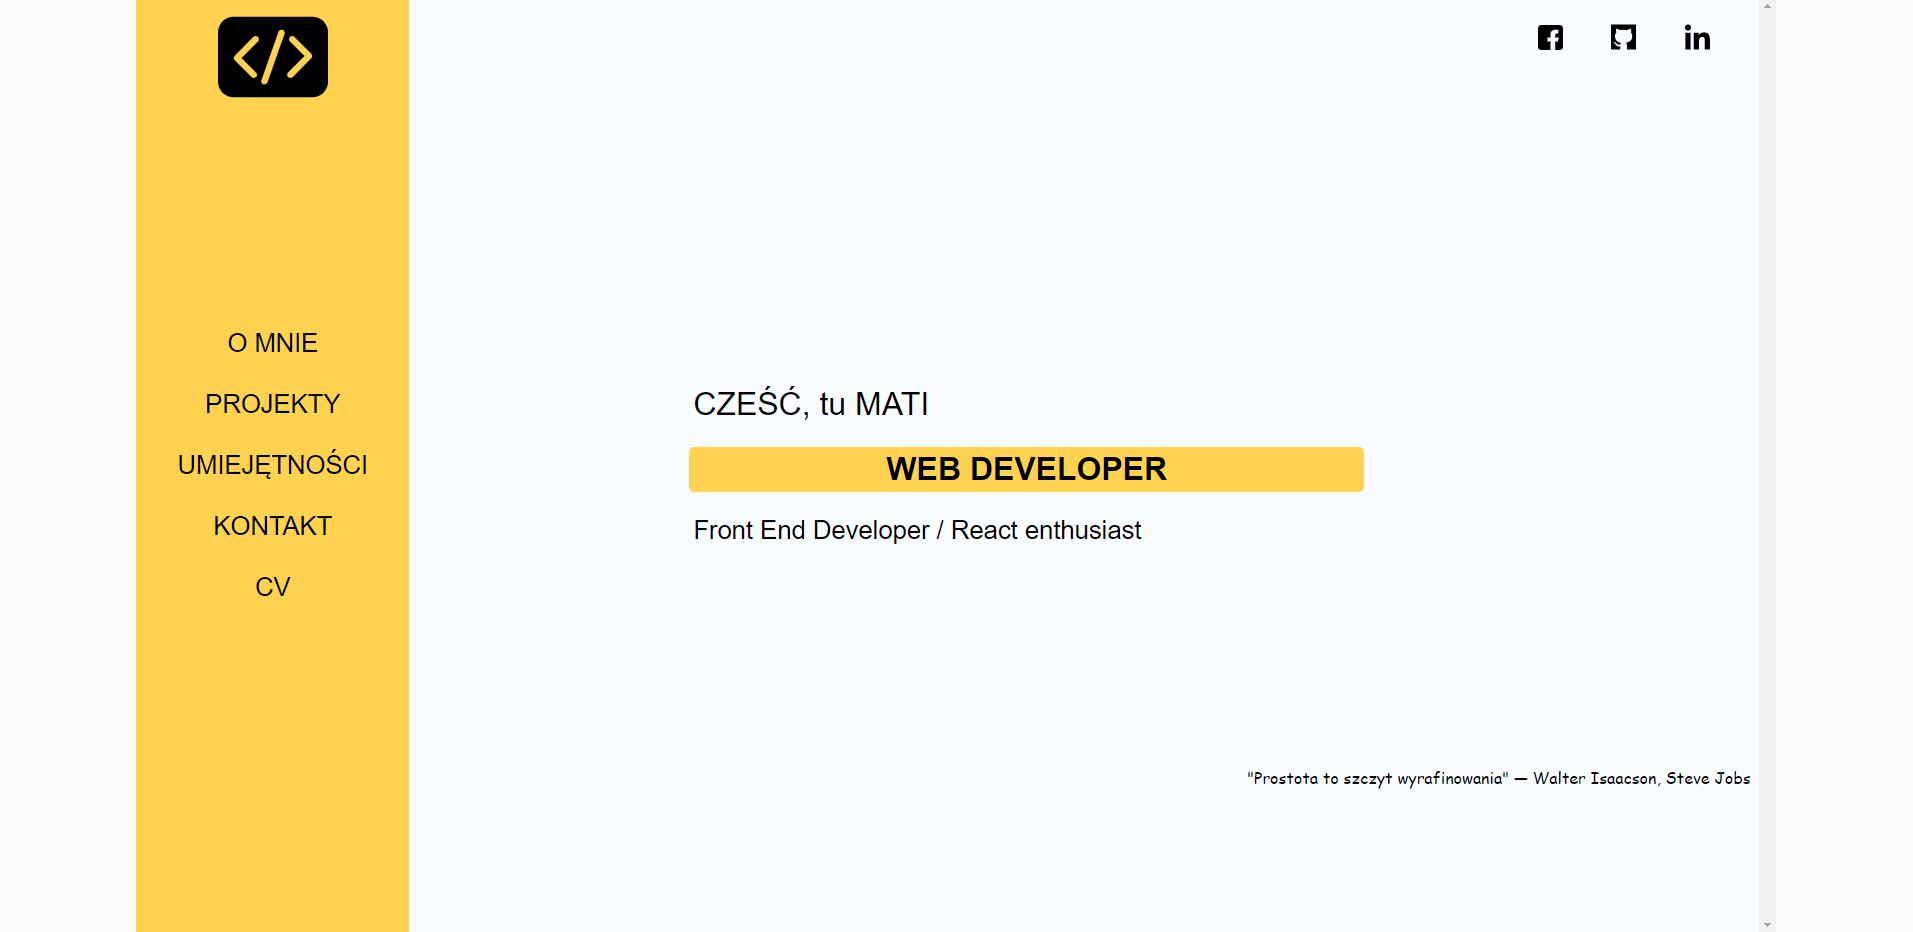 </>
O MNIE
PROJEKTY
UMIEJĘTNOŚCI
KONTAKT
CV
CZEŚĆ, tu MATI
WEB DEVELOPER
Front End Developer / React enthusiast
"Prostota to szczyt wyrafinowania" — Walter Isaacson, Steve Jobs